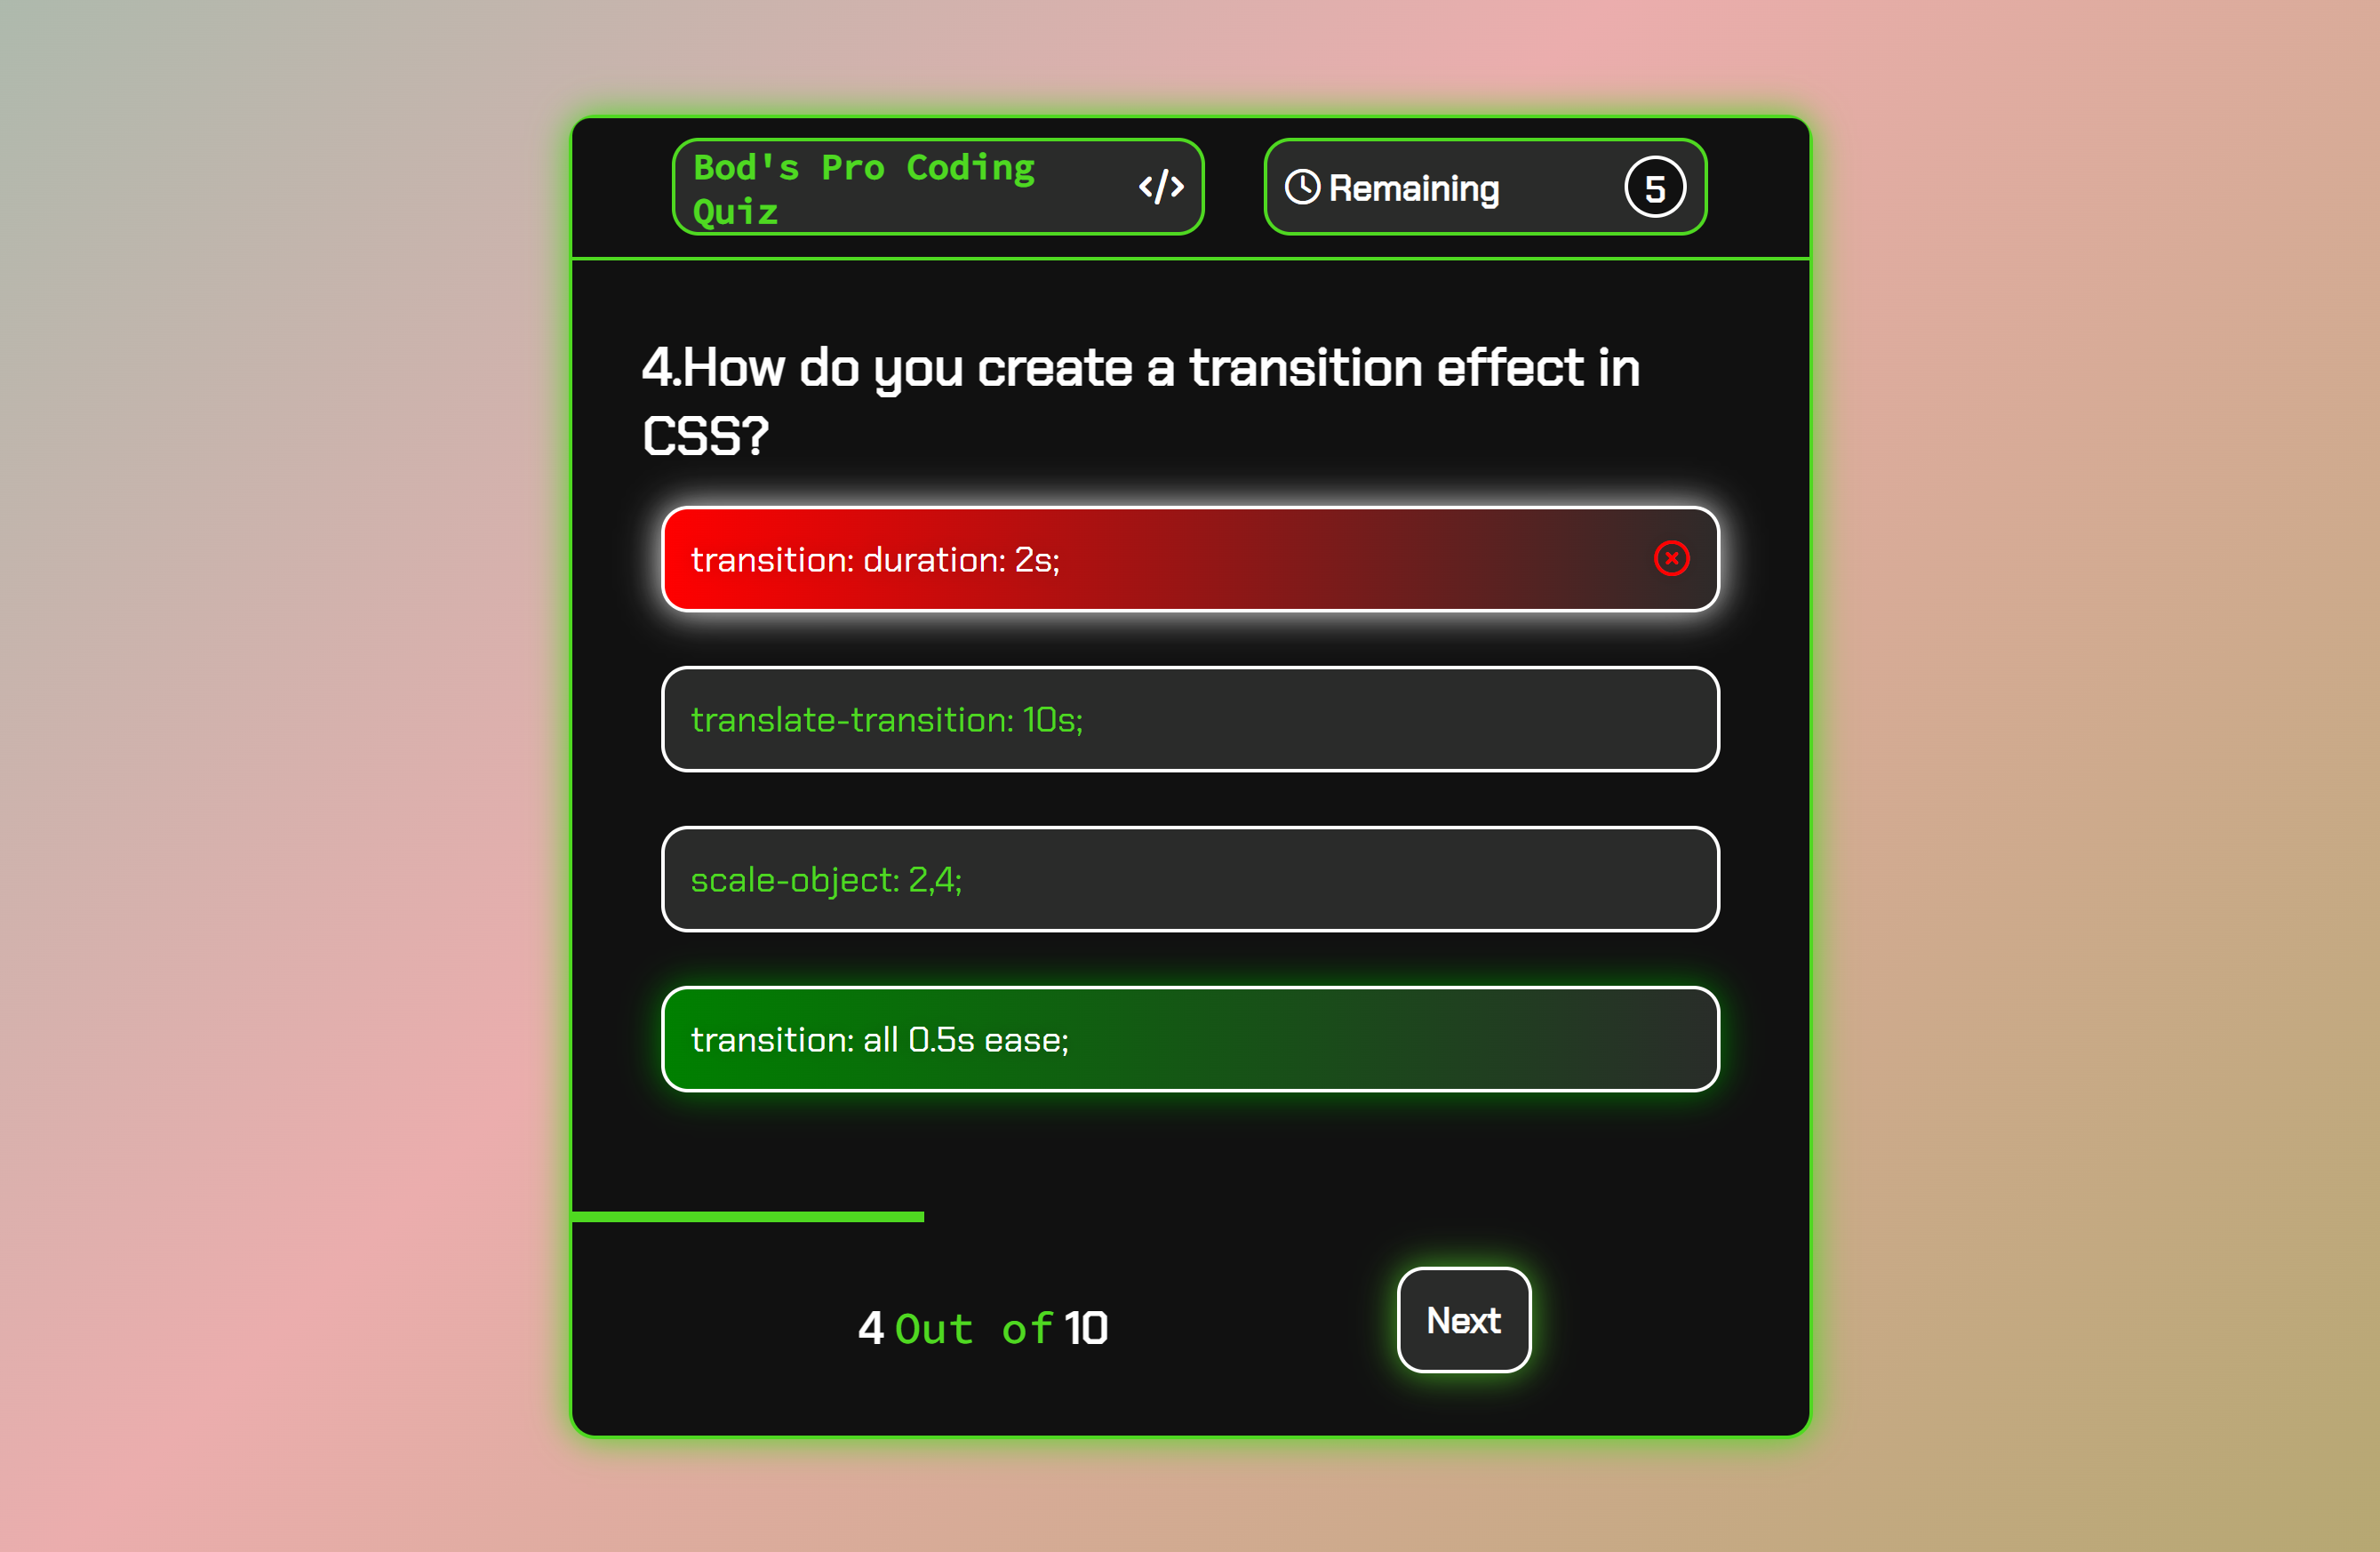 Bod's Pro Coding
Quiz
</>
Remaining
5
4.How do you create a transition effect in
CSS?
transition: duration: 2s;
translate-transition: 10s;
scale-object: 2,4;
transition: all 0.5s ease;
4 Out of 10
Next